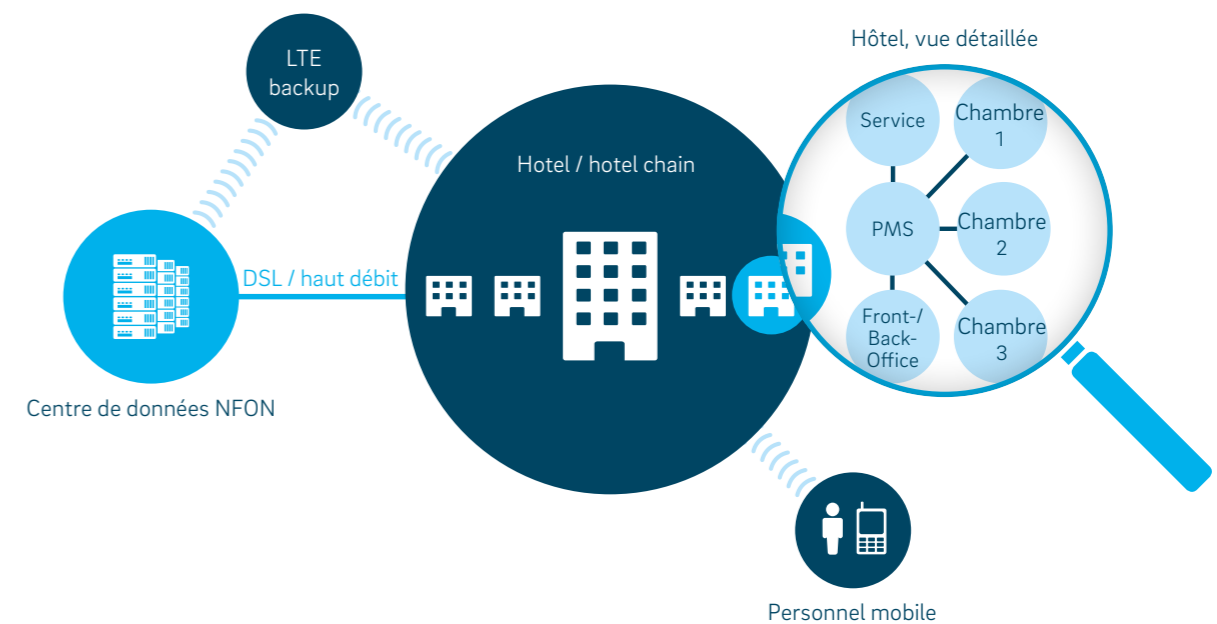 Hôtel, vue détaillée
LTE
backup
Service
Chambre
1
Hotel / hotel chain
PMS
Chambre
2
DSL / haut débit
Front-/
Back-
Office
Chambre
3
Centre de données NFON
Personnel mobile